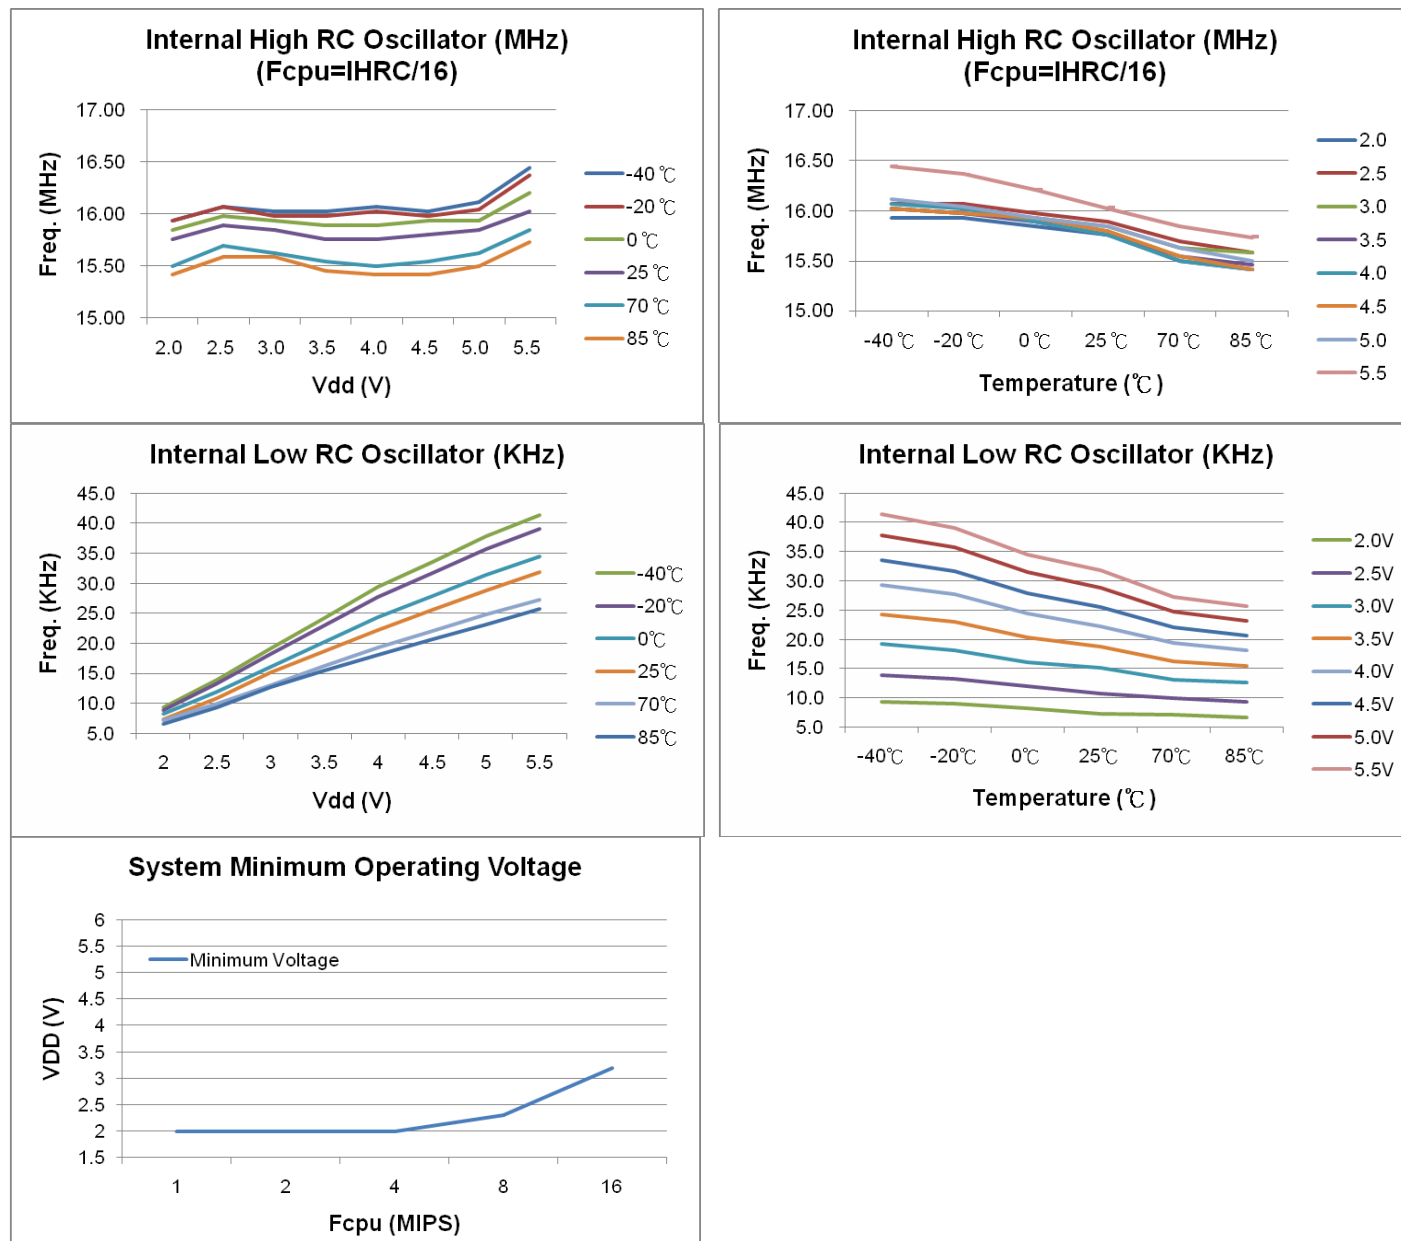 Internal High RC Oscillator (MHz)
(Fcpu=IHRC/16)
17.00
16.50
16.00
15.50
15.00
Freq. (MHz)
2.0 2.5 3.0 3.5 4.0 4.5 5.0 5.5
Vdd (V)
-40℃
-20℃
0℃
25℃
70℃
85℃
Internal High RC Oscillator (MHz)
(Fcpu=IHRC/16)
17.00
16.50
16.00
15.50
15.00
Freq. (MHz)
-40℃ -20℃ 0℃ 25℃ 70℃ 85℃
Temperature (℃)
2.0
2.5
3.0
3.5
4.0
4.5
5.0
5.5
Internal Low RC Oscillator (KHz)
45.0
40.0
35.0
30.0
25.0
20.0
15.0
10.0
5.0
Freq. (KHz)
2 2.5 3 3.5 4 4.5 5 5.5
Vdd (V)
-40℃
-20℃
0℃
25℃
70℃
85℃
Internal Low RC Oscillator (KHz)
45.0
40.0
35.0
30.0
25.0
20.0
15.0
10.0
5.0
Freq. (KHz)
-40℃ -20℃ 0℃ 25℃ 70℃ 85℃
Temperature (℃)
2.0V
2.5V
3.0V
3.5V
4.0V
4.5V
5.0V
5.5V
System Minimum Operating Voltage
6
5.5
5
4.5
4
3.5
3
2.5
2
1.5
VDD (V)
Minimum Voltage
1 2 4 8 16
Fcpu (MIPS)